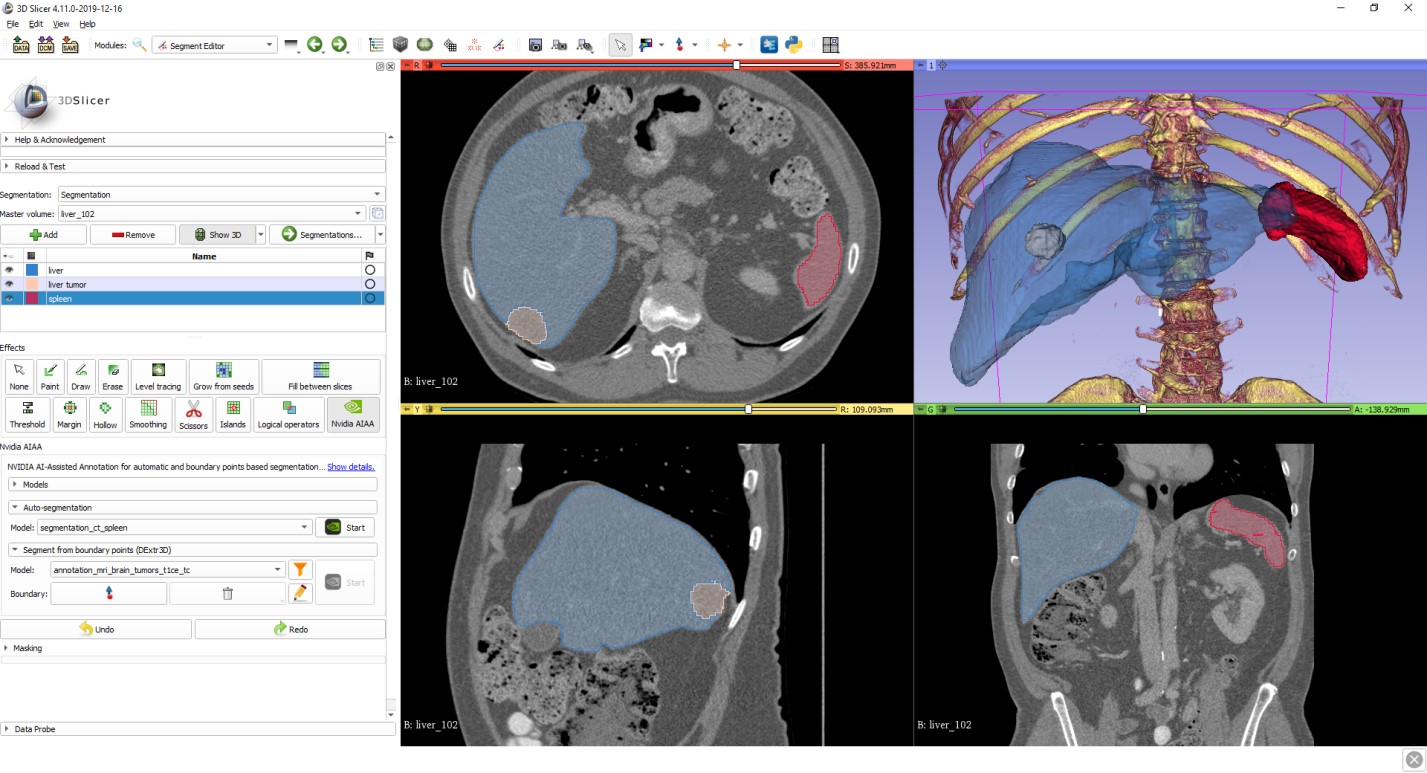 3D Slicer 4.11.0-2019-12-16
File Edit View Help
DATA DCM SAVE Modules: Segment Editor
3DSlicer
Help & Acknowledgement
Reload & Test
Segmentation: Segmentation
Master volume: liver_102
Add Remove Show 3D Segmentations...
Name
liver
liver tumor
spleen
Effects
None Paint Draw Erase Level tracing Grow from seeds Fill between slices
Threshold Margin Hollow Smoothing Scissors Islands Logical operators Nvidia AIAA
Nvidia AIAA
NVIDIA AI-Assisted Annotation for automatic and boundary points based segmentation... Show details.
Models
Auto-segmentation
Model: segmentation_ct_spleen Start
Segment from boundary points (DExtr3D)
Model: annotation_mri_brain_tumors_t1ce_tc Start
Boundary:
Undo Redo
Masking
Data Probe
R S: 385.921mm
B: liver_102
1
Y R: 109.093mm
B: liver_102
G A: -138.929mm
B: liver_102